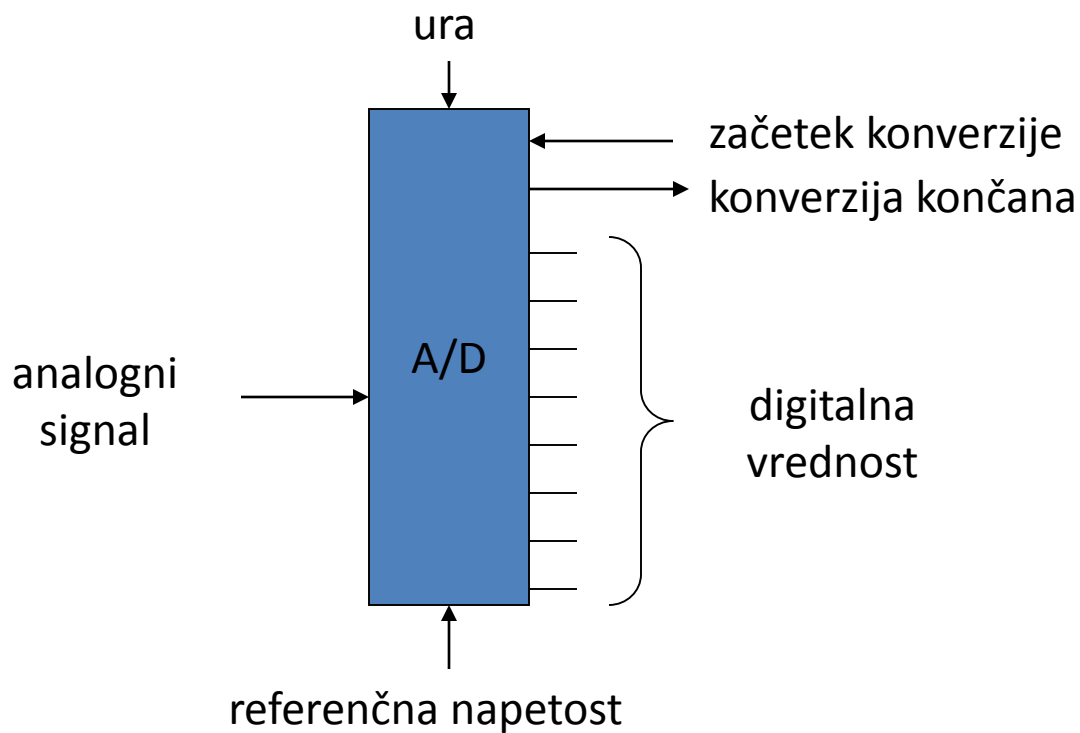 ura
začetek konverzije
konverzija končana
A/D
analogni
signal
digitalna
vrednost
referenčna napetost